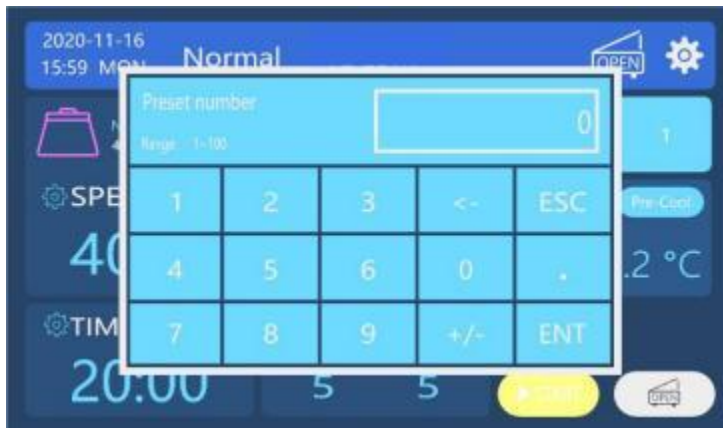 2020-11-16
15:59 MON
Normal
OPEN
Preset number
Range 1~100
0
1
1 2 3 <- ESC
4 5 6 0 .
7 8 9 +/- ENT
SPE
Pre-Cool
40
.2 °C
TIM
20:00
5 5
OPEN